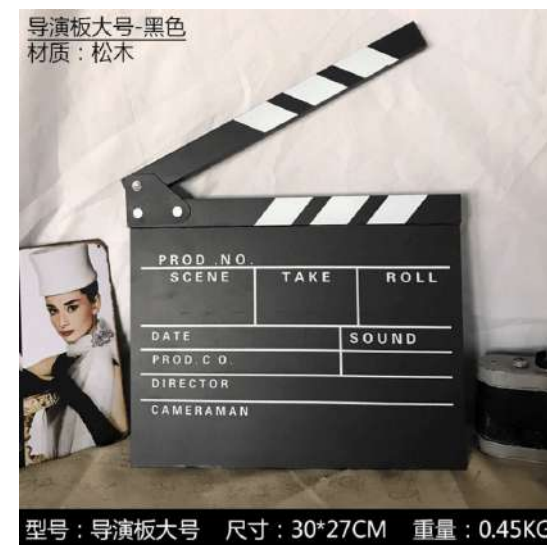 导演板大号-黑色
材质：松木
PROD .NO.
SCENE TAKE ROLL
DATE SOUND
PROD.C O.
DIRECTOR
CAMERAMAN
型号：导演板大号 尺寸：30*27CM 重量：0.45KG